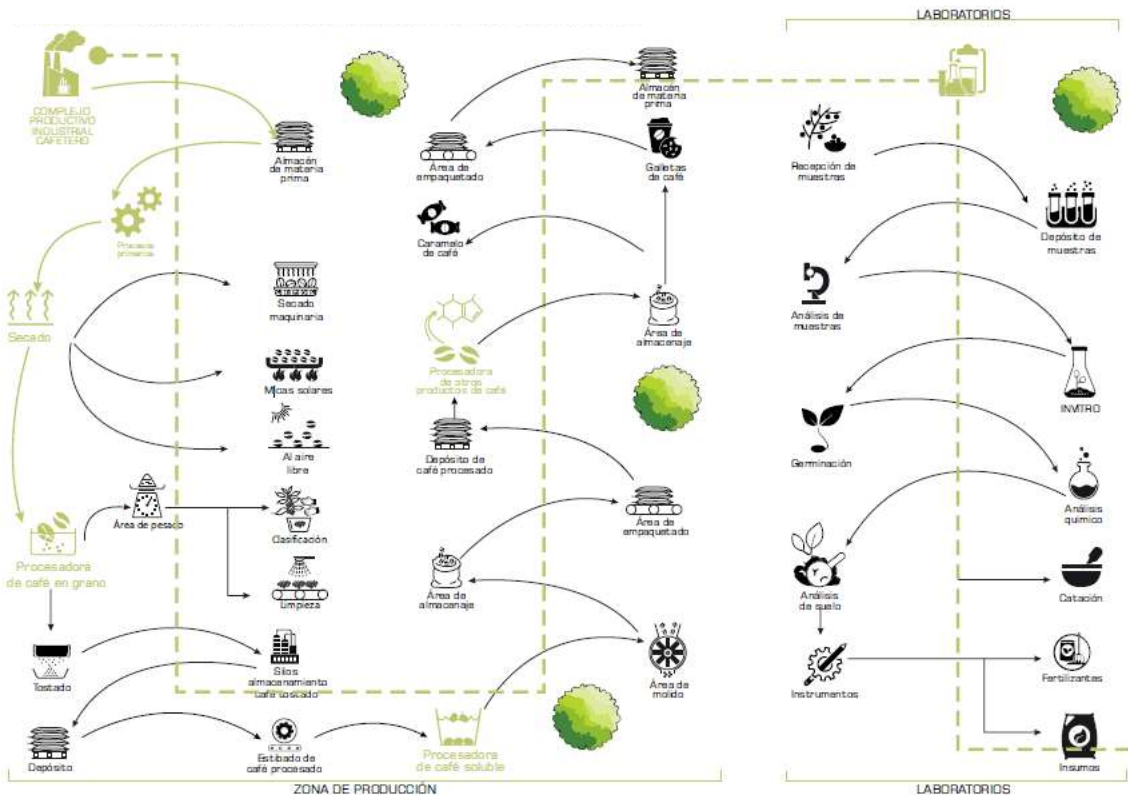 LABORATORIOS
COMPLEJO
PRODUCTIVO
INDUSTRIAL
CAFETERO
Almacén
de materia
prima
Procesos
primarios
Secado
Secado
maquinaria
Micas solares
Al aire
libre
Área de pesado
Clasificación
Limpieza
Procesadora
de café en grano
Tostado
Silos
almacenamiento
café tostado
Depósito
Estibado de
café procesado
Procesadora
de café soluble
Área de
molido
Área de
almacenaje
Área de
empaquetado
Depósito de
café procesado
Procesadora
de otros
productos de café
Área de
almacenaje
Caramelo
de café
Galletas
de café
Área de
empaquetado
Almacén
de materia
prima
ZONA DE PRODUCCIÓN
Recepción de
muestras
Depósito de
muestras
Análisis de
muestras
INVITRO
Germinación
Análisis
químico
Análisis
de suelo
Catación
Instrumentos
Fertilizantes
Insumos
LABORATORIOS